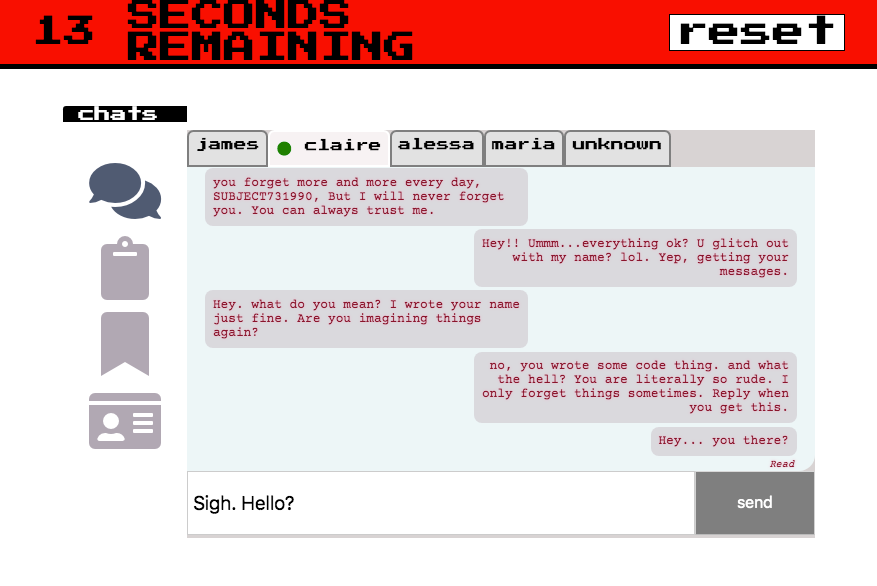 13 SECONDS
REMAINING
reset
chats
james claire alessa maria unknown
you forget more and more every day,
SUBJECT731990, But I will never forget
you. You can always trust me.
Hey!! Ummm...everything ok? U glitch out
with my name? lol. Yep, getting your
messages.
Hey. what do you mean? I wrote your name
just fine. Are you imagining things
again?
no, you wrote some code thing. and what
the hell? You are literally so rude. I
only forget things sometimes. Reply when
you get this.
Hey... you there?
Read
Sigh. Hello?
send